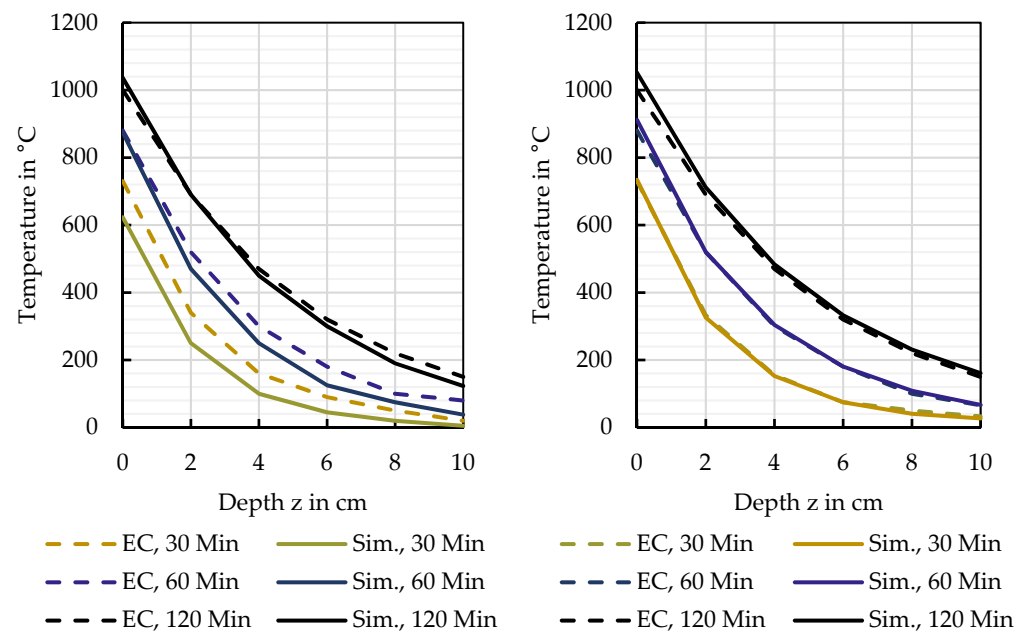 1200
1000
800
600
400
200
0
Temperature in °C
0 2 4 6 8 10
Depth z in cm
EC, 30 Min Sim., 30 Min
EC, 60 Min Sim., 60 Min
EC, 120 Min Sim., 120 Min
1200
1000
800
600
400
200
0
Temperature in °C
0 2 4 6 8 10
Depth z in cm
EC, 30 Min Sim., 30 Min
EC, 60 Min Sim., 60 Min
EC, 120 Min Sim., 120 Min